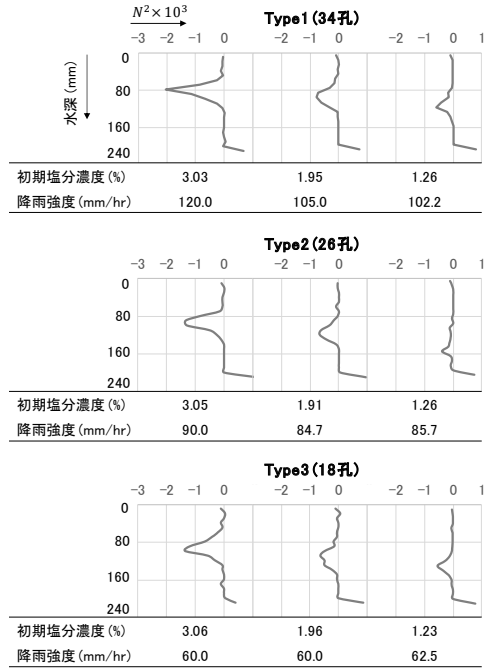 N²×10³
Type1(34孔)
-3 -2 -1 0 -2 -1 0 -2 -1 0 1
水深(mm)
0
80
160
240
初期塩分濃度(%) 3.03 1.95 1.26
降雨強度(mm/hr) 120.0 105.0 102.2
Type2(26孔)
-3 -2 -1 0 -2 -1 0 -2 -1 0 1
0
80
160
240
初期塩分濃度(%) 3.05 1.91 1.26
降雨強度(mm/hr) 90.0 84.7 85.7
Type3(18孔)
-3 -2 -1 0 -2 -1 0 -2 -1 0 1
0
80
160
240
初期塩分濃度(%) 3.06 1.96 1.23
降雨強度(mm/hr) 60.0 60.0 62.5